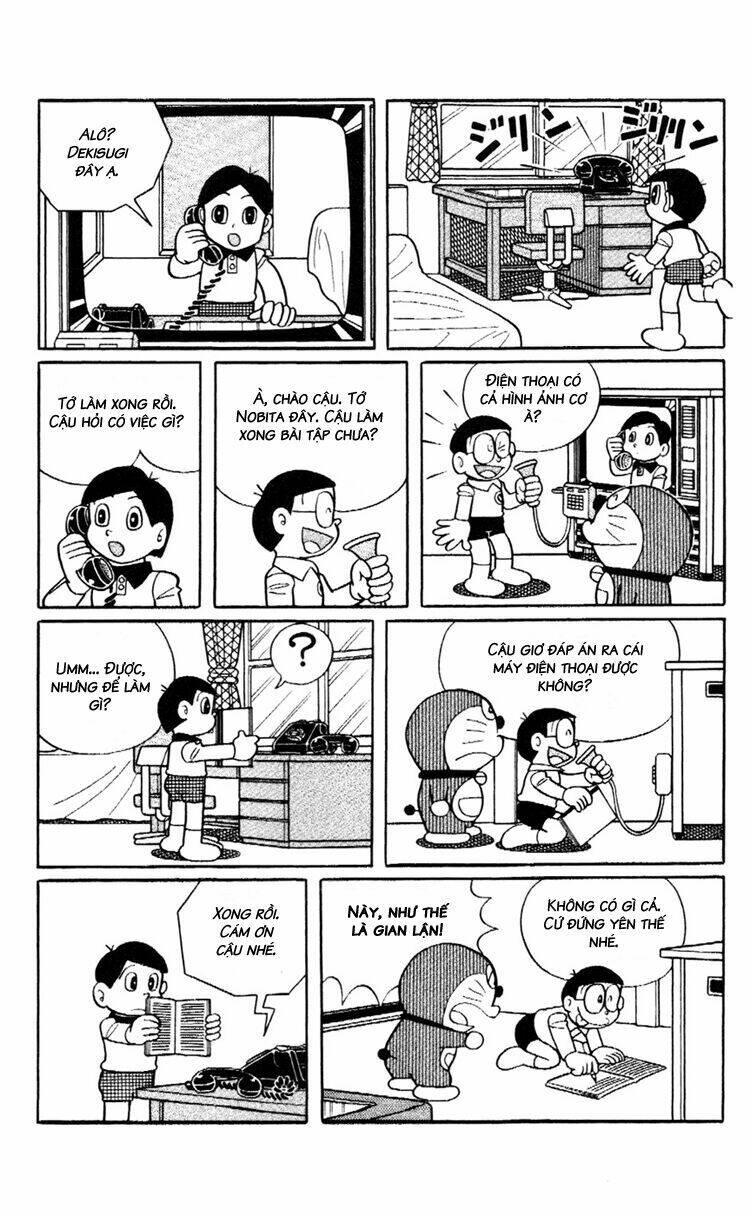 ジリリン
ジリン
ALÔ?
DEKISUGI
ĐÂY Ạ.
ĐIỆN THOẠI CÓ
CẢ HÌNH ẢNH CƠ
À?
À, CHÀO CẬU. TỚ
NOBITA ĐÂY. CẬU LÀM
XONG BÀI TẬP CHƯA?
TỚ LÀM XONG RỒI.
CẬU HỎI CÓ VIỆC GÌ?
CẬU GIƠ ĐÁP ÁN RA CÁI
MÁY ĐIỆN THOẠI ĐƯỢC
KHÔNG?
?
UMM... ĐƯỢC,
NHƯNG ĐỂ LÀM
GÌ?
KHÔNG CÓ GÌ CẢ.
CỨ ĐỨNG YÊN THẾ
NHÉ.
NÀY, NHƯ THẾ
LÀ GIAN LẬN!
XONG RỒI.
CÁM ƠN
CẬU NHÉ.